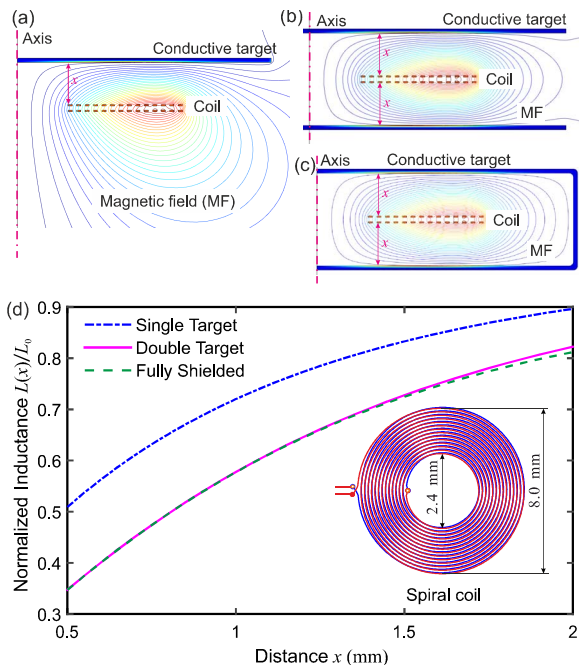 (a)
Axis
Conductive target
x
Coil
Magnetic field (MF)
(b)
Axis
Conductive target
x
Coil
x
MF
(c)
Axis
Conductive target
x
Coil
x
MF
(d)
Normalized Inductance L(x)/L₀
0.9
0.8
0.7
0.6
0.5
0.4
0.3
Single Target
Double Target
Fully Shielded
2.4 mm
8.0 mm
Spiral coil
0.5
1
1.5
2
Distance x (mm)